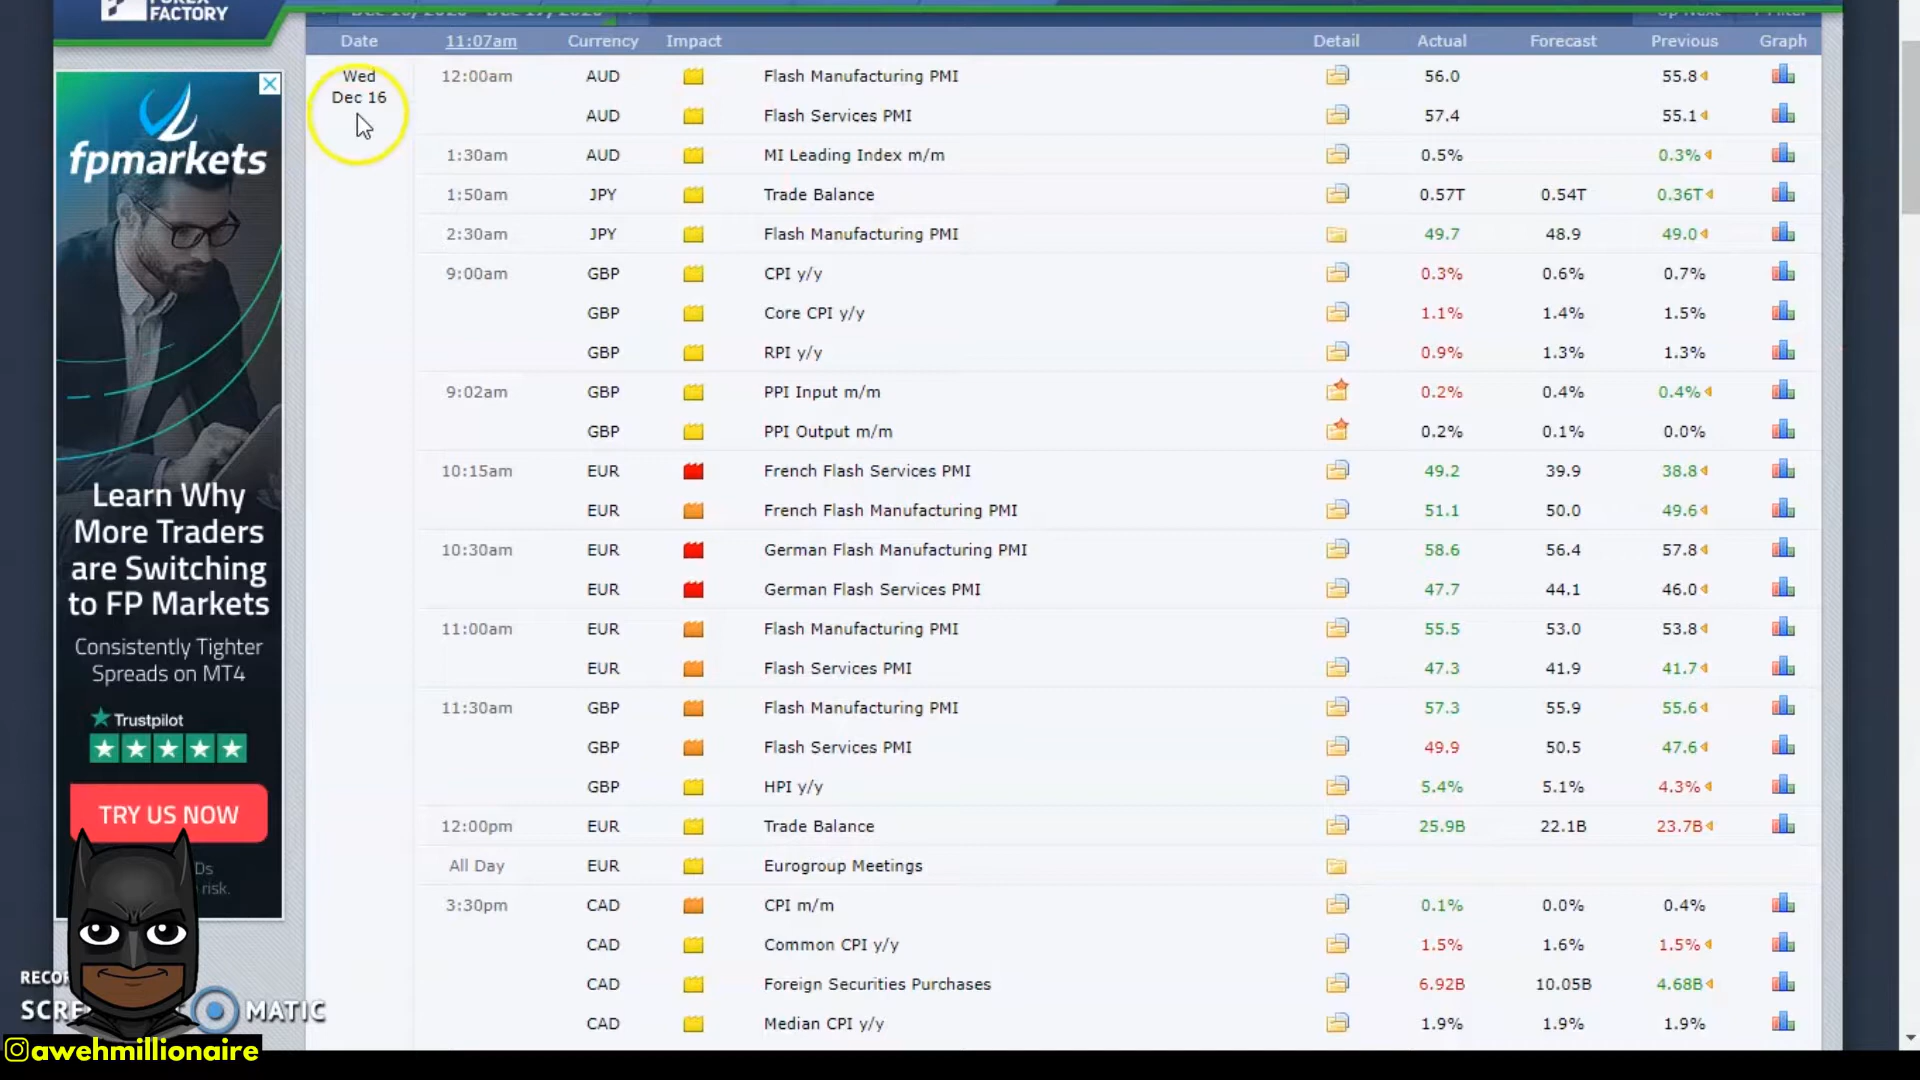 FACTORY
Date 11:07am Currency Impact Detail Actual Forecast Previous Graph
Wed
Dec 16
12:00am AUD Flash Manufacturing PMI 56.0 55.8
AUD Flash Services PMI 57.4 55.1
1:30am AUD MI Leading Index m/m 0.5% 0.3%
1:50am JPY Trade Balance 0.57T 0.54T 0.36T
2:30am JPY Flash Manufacturing PMI 49.7 48.9 49.0
9:00am GBP CPI y/y 0.3% 0.6% 0.7%
GBP Core CPI y/y 1.1% 1.4% 1.5%
GBP RPI y/y 0.9% 1.3% 1.3%
9:02am GBP PPI Input m/m 0.2% 0.4% 0.4%
GBP PPI Output m/m 0.2% 0.1% 0.0%
10:15am EUR French Flash Services PMI 49.2 39.9 38.8
EUR French Flash Manufacturing PMI 51.1 50.0 49.6
10:30am EUR German Flash Manufacturing PMI 58.6 56.4 57.8
EUR German Flash Services PMI 47.7 44.1 46.0
11:00am EUR Flash Manufacturing PMI 55.5 53.0 53.8
EUR Flash Services PMI 47.3 41.9 41.7
11:30am GBP Flash Manufacturing PMI 57.3 55.9 55.6
GBP Flash Services PMI 49.9 50.5 47.6
GBP HPI y/y 5.4% 5.1% 4.3%
12:00pm EUR Trade Balance 25.9B 22.1B 23.7B
All Day EUR Eurogroup Meetings
3:30pm CAD CPI m/m 0.1% 0.0% 0.4%
CAD Common CPI y/y 1.5% 1.6% 1.5%
CAD Foreign Securities Purchases 6.92B 10.05B 4.68B
CAD Median CPI y/y 1.9% 1.9% 1.9%
fpmarkets
Learn Why
More Traders
are Switching
to FP Markets
Consistently Tighter
Spreads on MT4
Trustpilot
TRY US NOW
risk.
MATIC
@awehmillionaire